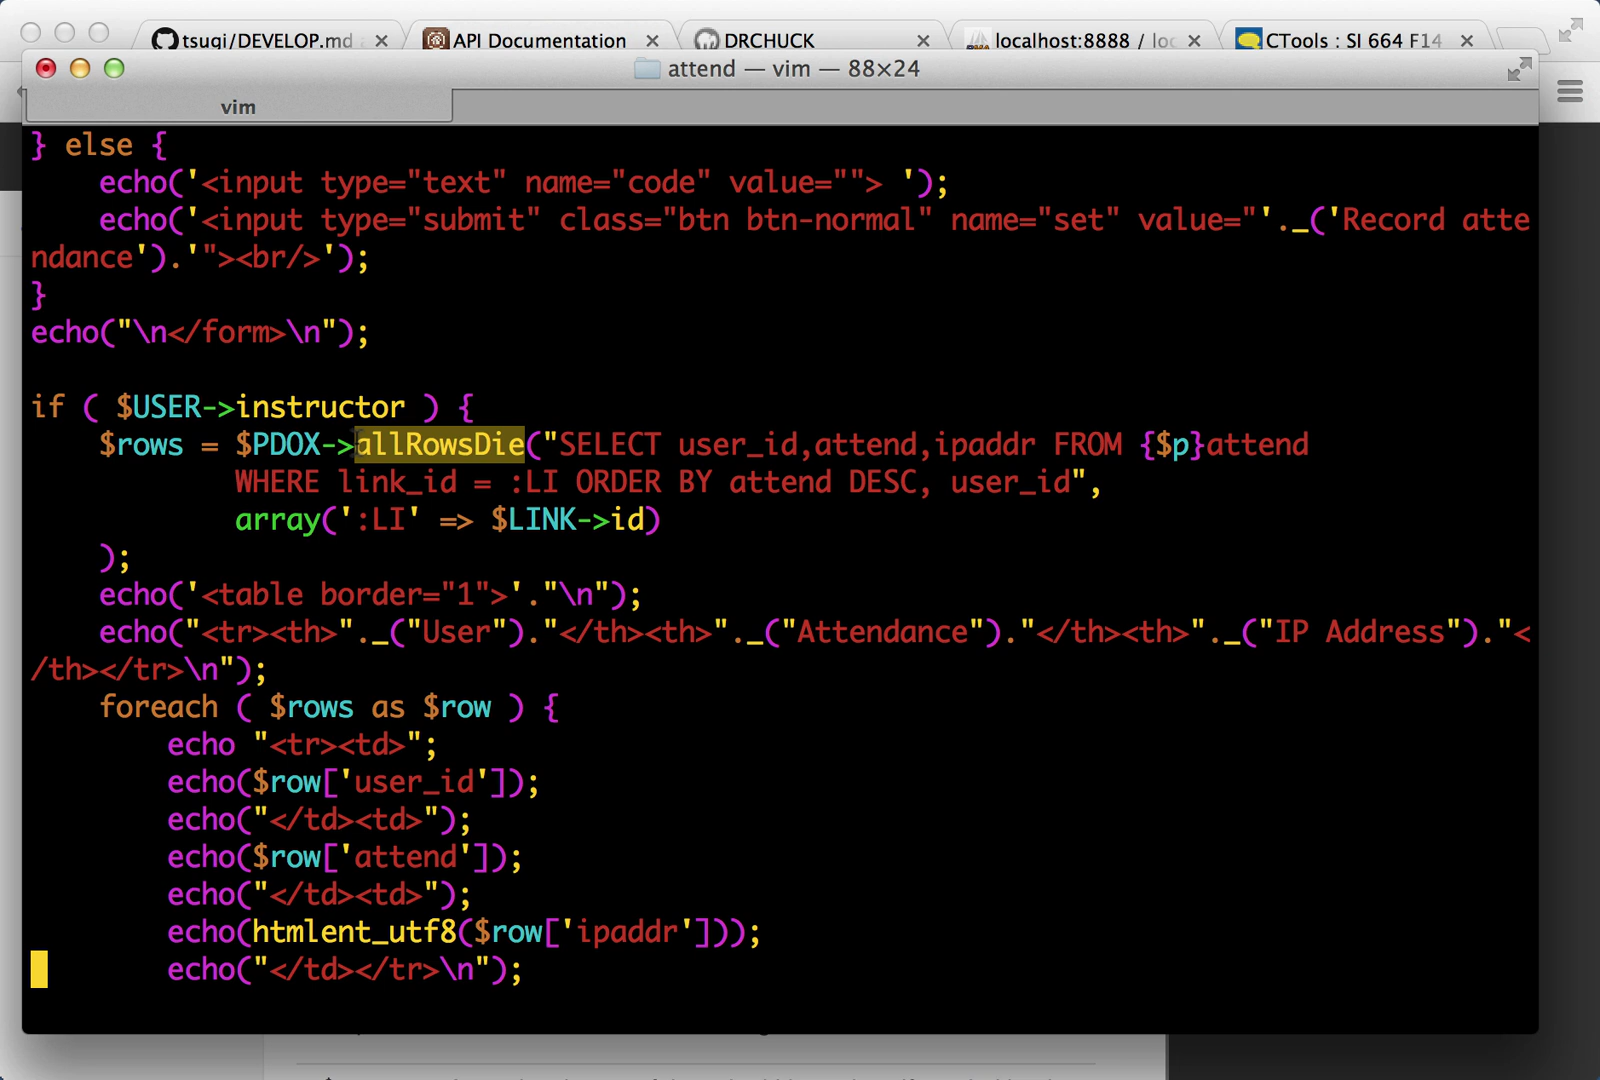 tsugi/DEVELOP.md
API Documentation
DRCHUCK
localhost:8888 / loc
CTools : SI 664 F14
attend — vim — 88×24
vim
} else {
    echo('<input type="text" name="code" value=""> ');
    echo('<input type="submit" class="btn btn-normal" name="set" value="'._('Record atte
ndance').'"><br/>');
}
echo("\n</form>\n");
if ( $USER->instructor ) {
    $rows = $PDOX->allRowsDie("SELECT user_id,attend,ipaddr FROM {$p}attend
            WHERE link_id = :LI ORDER BY attend DESC, user_id",
            array(':LI' => $LINK->id)
    );
    echo('<table border="1">'."\n");
    echo("<tr><th>"._("User")."</th><th>"._("Attendance")."</th><th>"._("IP Address")."<
/th></tr>\n");
    foreach ( $rows as $row ) {
        echo "<tr><td>";
        echo($row['user_id']);
        echo("</td><td>");
        echo($row['attend']);
        echo("</td><td>");
        echo(htmlent_utf8($row['ipaddr']));
        echo("</td></tr>\n");